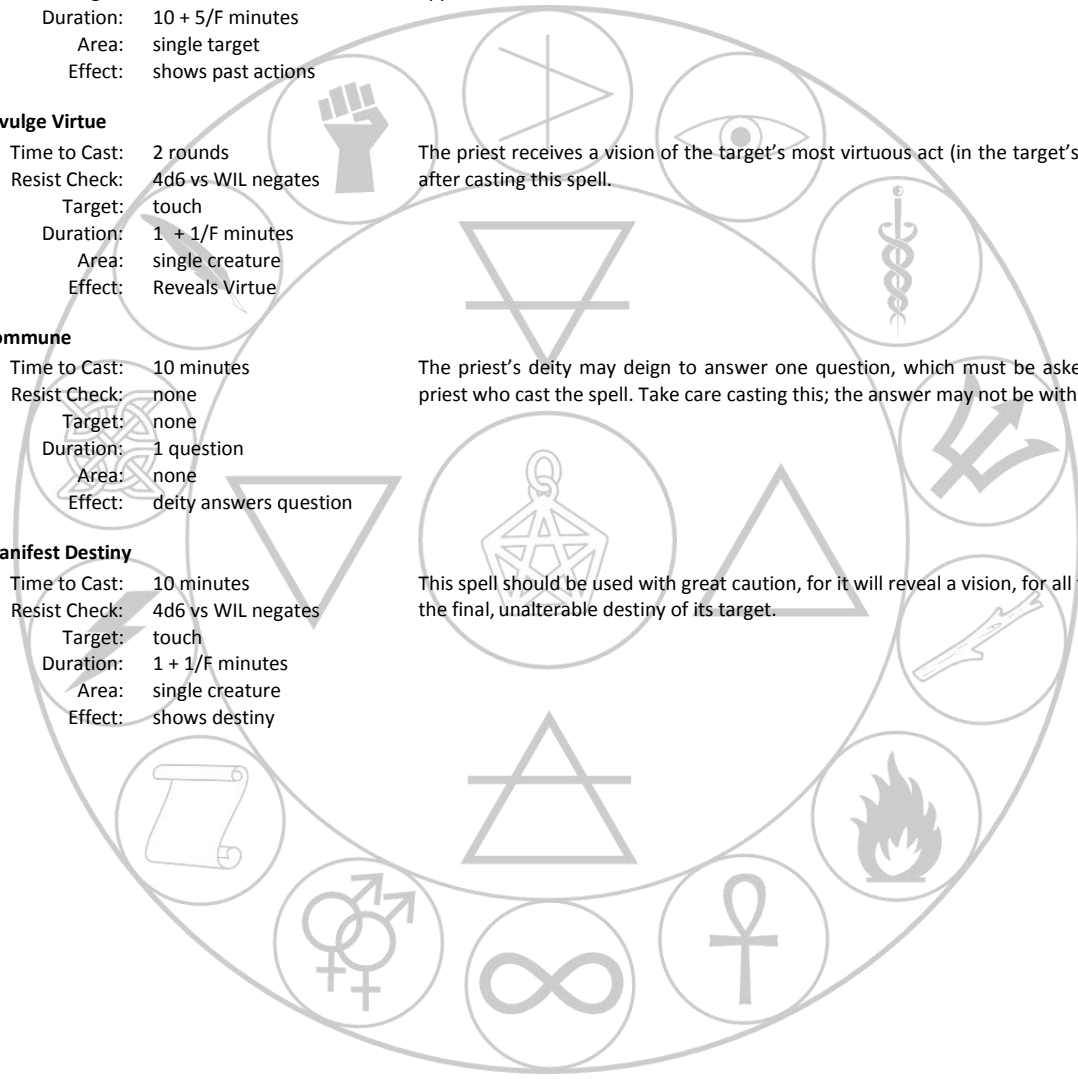 Duration: 10 + 5/F minutes
Area: single target
Effect: shows past actions
vulge Virtue
Time to Cast: 2 rounds The priest receives a vision of the target's most virtuous act (in the target's
Resist Check: 4d6 vs WIL negates after casting this spell.
Target: touch
Duration: 1 + 1/F minutes
Area: single creature
Effect: Reveals Virtue
ommune
Time to Cast: 10 minutes The priest's deity may deign to answer one question, which must be aske
Resist Check: none priest who cast the spell. Take care casting this; the answer may not be with
Target: none
Duration: 1 question
Area: none
Effect: deity answers question
anifest Destiny
Time to Cast: 10 minutes This spell should be used with great caution, for it will reveal a vision, for all
Resist Check: 4d6 vs WIL negates the final, unalterable destiny of its target.
Target: touch
Duration: 1 + 1/F minutes
Area: single creature
Effect: shows destiny